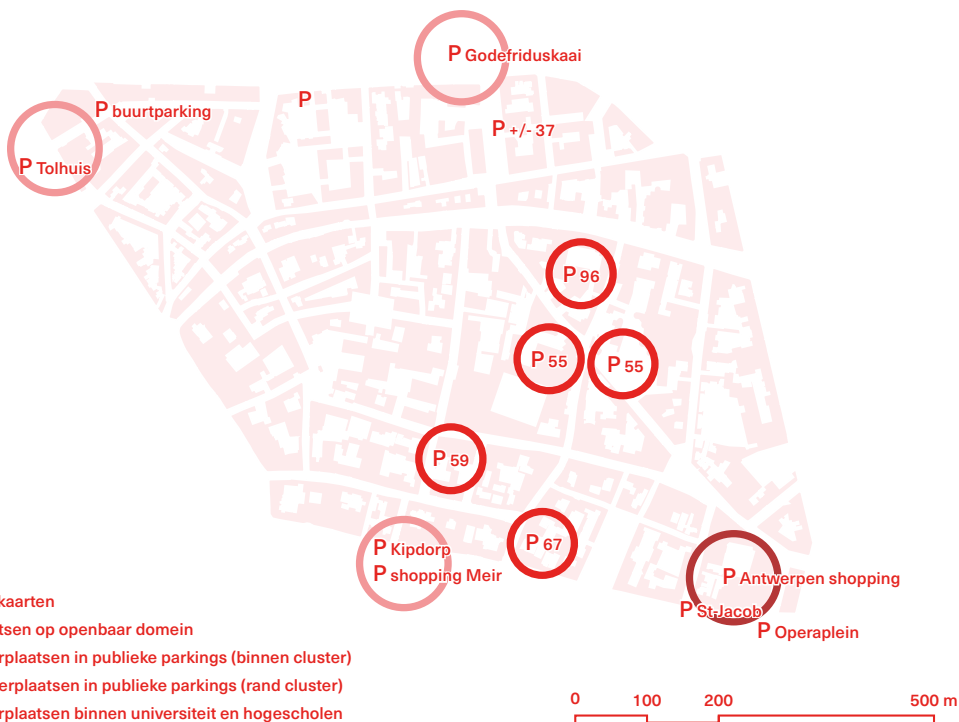 P Godefriduskaai
P
P buurtparking
P +/- 37
P Tolhuis
P 96
P 55
P 55
P 59
P 67
P Kipdorp
P shopping Meir
P Antwerpen shopping
P St-Jacob
P Operaplein
kaarten
tsen op openbaar domein
rplaatsen in publieke parkings (binnen cluster)
erplaatsen in publieke parkings (rand cluster)
rplaatsen binnen universiteit en hogescholen
0 100 200 500 m